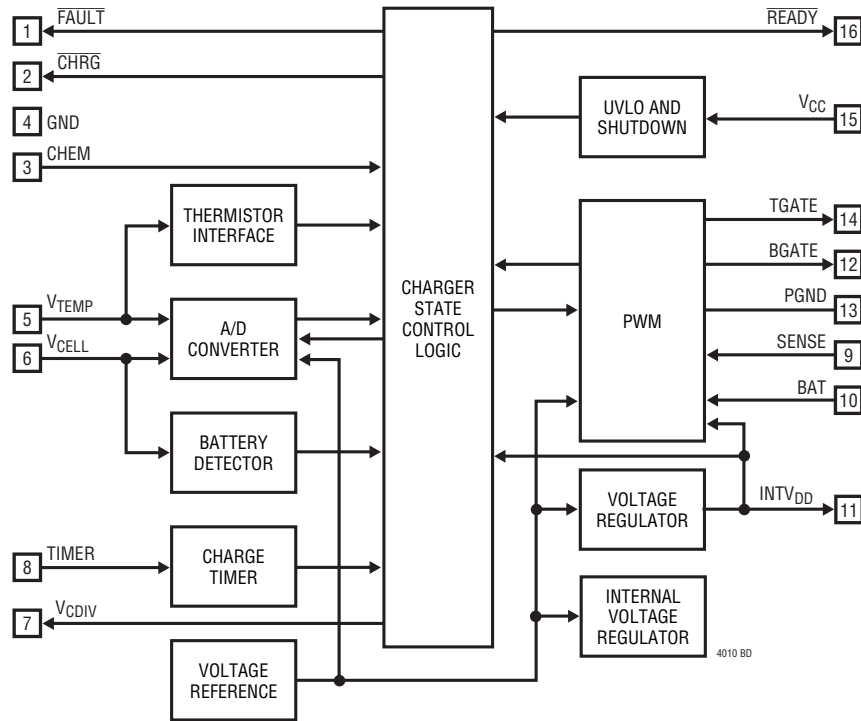 1 FAULT
2 CHRG
4 GND
3 CHEM
THERMISTOR
INTERFACE
5 VTEMP
6 VCELL
A/D
CONVERTER
BATTERY
DETECTOR
8 TIMER
CHARGE
TIMER
7 VCDIV
VOLTAGE
REFERENCE
CHARGER
STATE
CONTROL
LOGIC
READY 16
UVLO AND
SHUTDOWN
VCC 15
PWM
TGATE 14
BGATE 12
PGND 13
SENSE 9
BAT 10
VOLTAGE
REGULATOR
INTVDD 11
INTERNAL
VOLTAGE
REGULATOR
4010 BD